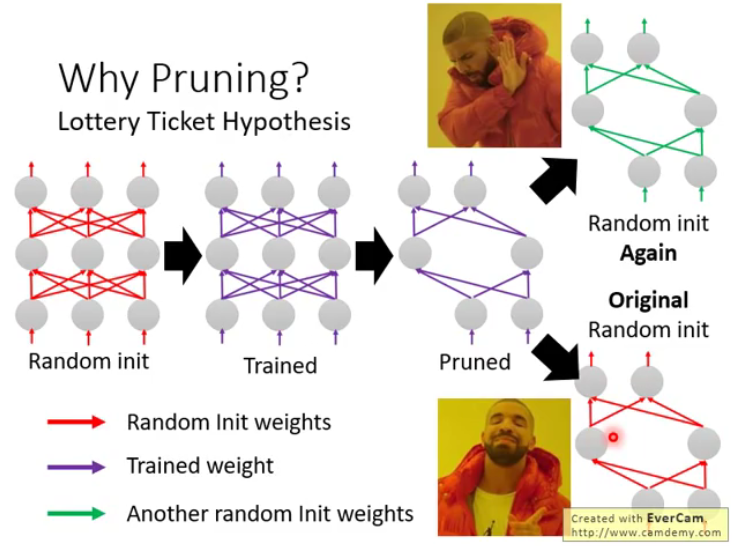 Why Pruning?
Lottery Ticket Hypothesis
Random init
Trained
Pruned
Random init
Again
Original
Random init
Random Init weights
Trained weight
Another random Init weights
Created with EverCam.
http://www.camdemy.com